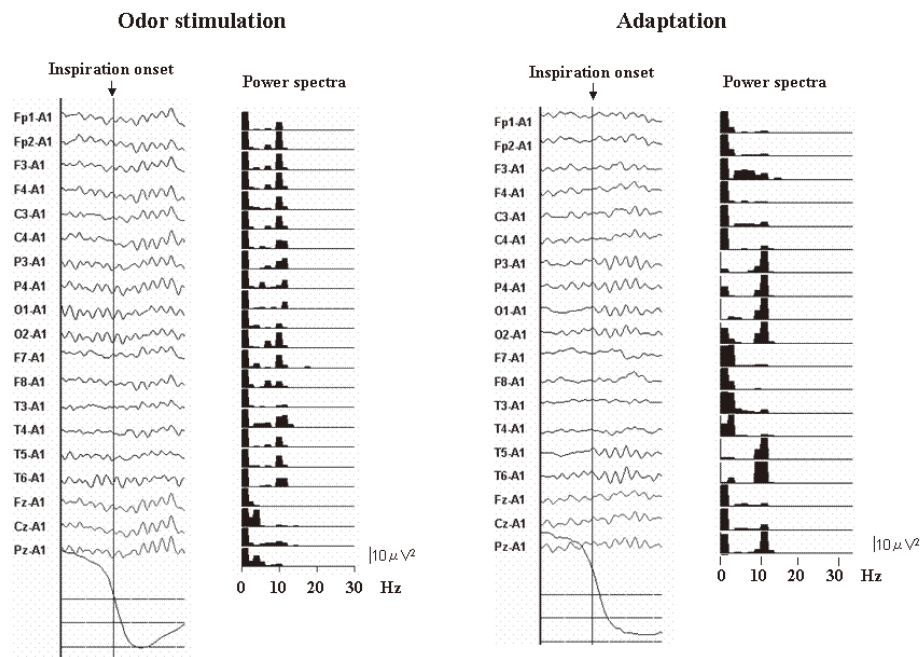 Odor stimulation
Inspiration onset
Power spectra
Fp1-A1
Fp2-A1
F3-A1
F4-A1
C3-A1
C4-A1
P3-A1
P4-A1
O1-A1
O2-A1
F7-A1
F8-A1
T3-A1
T4-A1
T5-A1
T6-A1
Fz-A1
Cz-A1
Pz-A1
10 μV²
0 10 20 30 Hz
Adaptation
Inspiration onset
Power spectra
Fp1-A1
Fp2-A1
F3-A1
F4-A1
C3-A1
C4-A1
P3-A1
P4-A1
O1-A1
O2-A1
F7-A1
F8-A1
T3-A1
T4-A1
T5-A1
T6-A1
Fz-A1
Cz-A1
Pz-A1
10 μV²
0 10 20 30 Hz